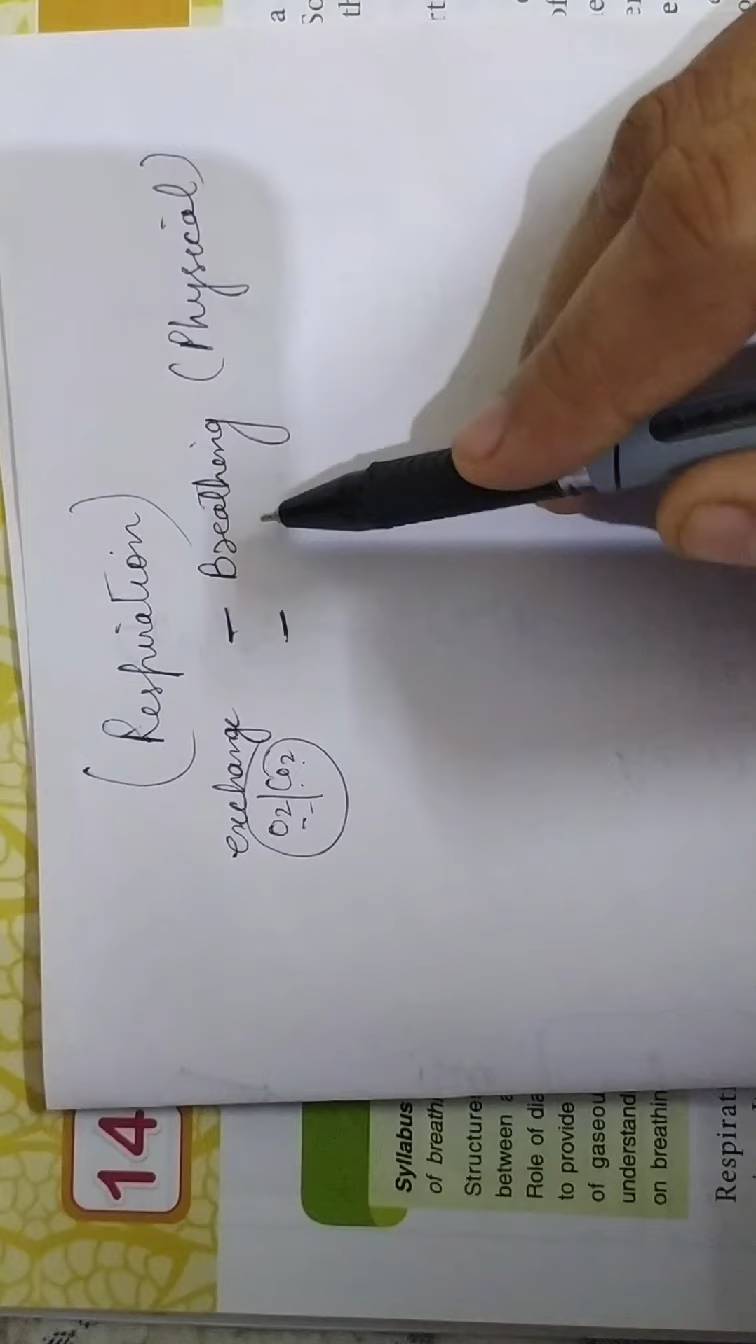 (Respiration)
exchange - Breathing (Physical)
O2|CO2 -
14
Syllabus
of breath
Structure
between a
Role of dia
to provide
of gaseou
understand
on breathin
Respirati